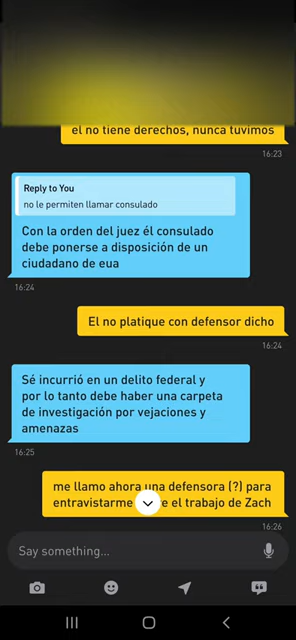 el no tiene derechos, nunca tuvimos
16:23
Reply to You
no le permiten llamar consulado
Con la orden del juez él consulado
debe ponerse a disposición de un
ciudadano de eua
16:24
El no platique con defensor dicho
16:24
Sé incurrió en un delito federal y
por lo tanto debe haber una carpeta
de investigación por vejaciones y
amenazas
16:25
me llamo ahora una defensora (?) para
entravistarme e el trabajo de Zach
16:26
Say something...